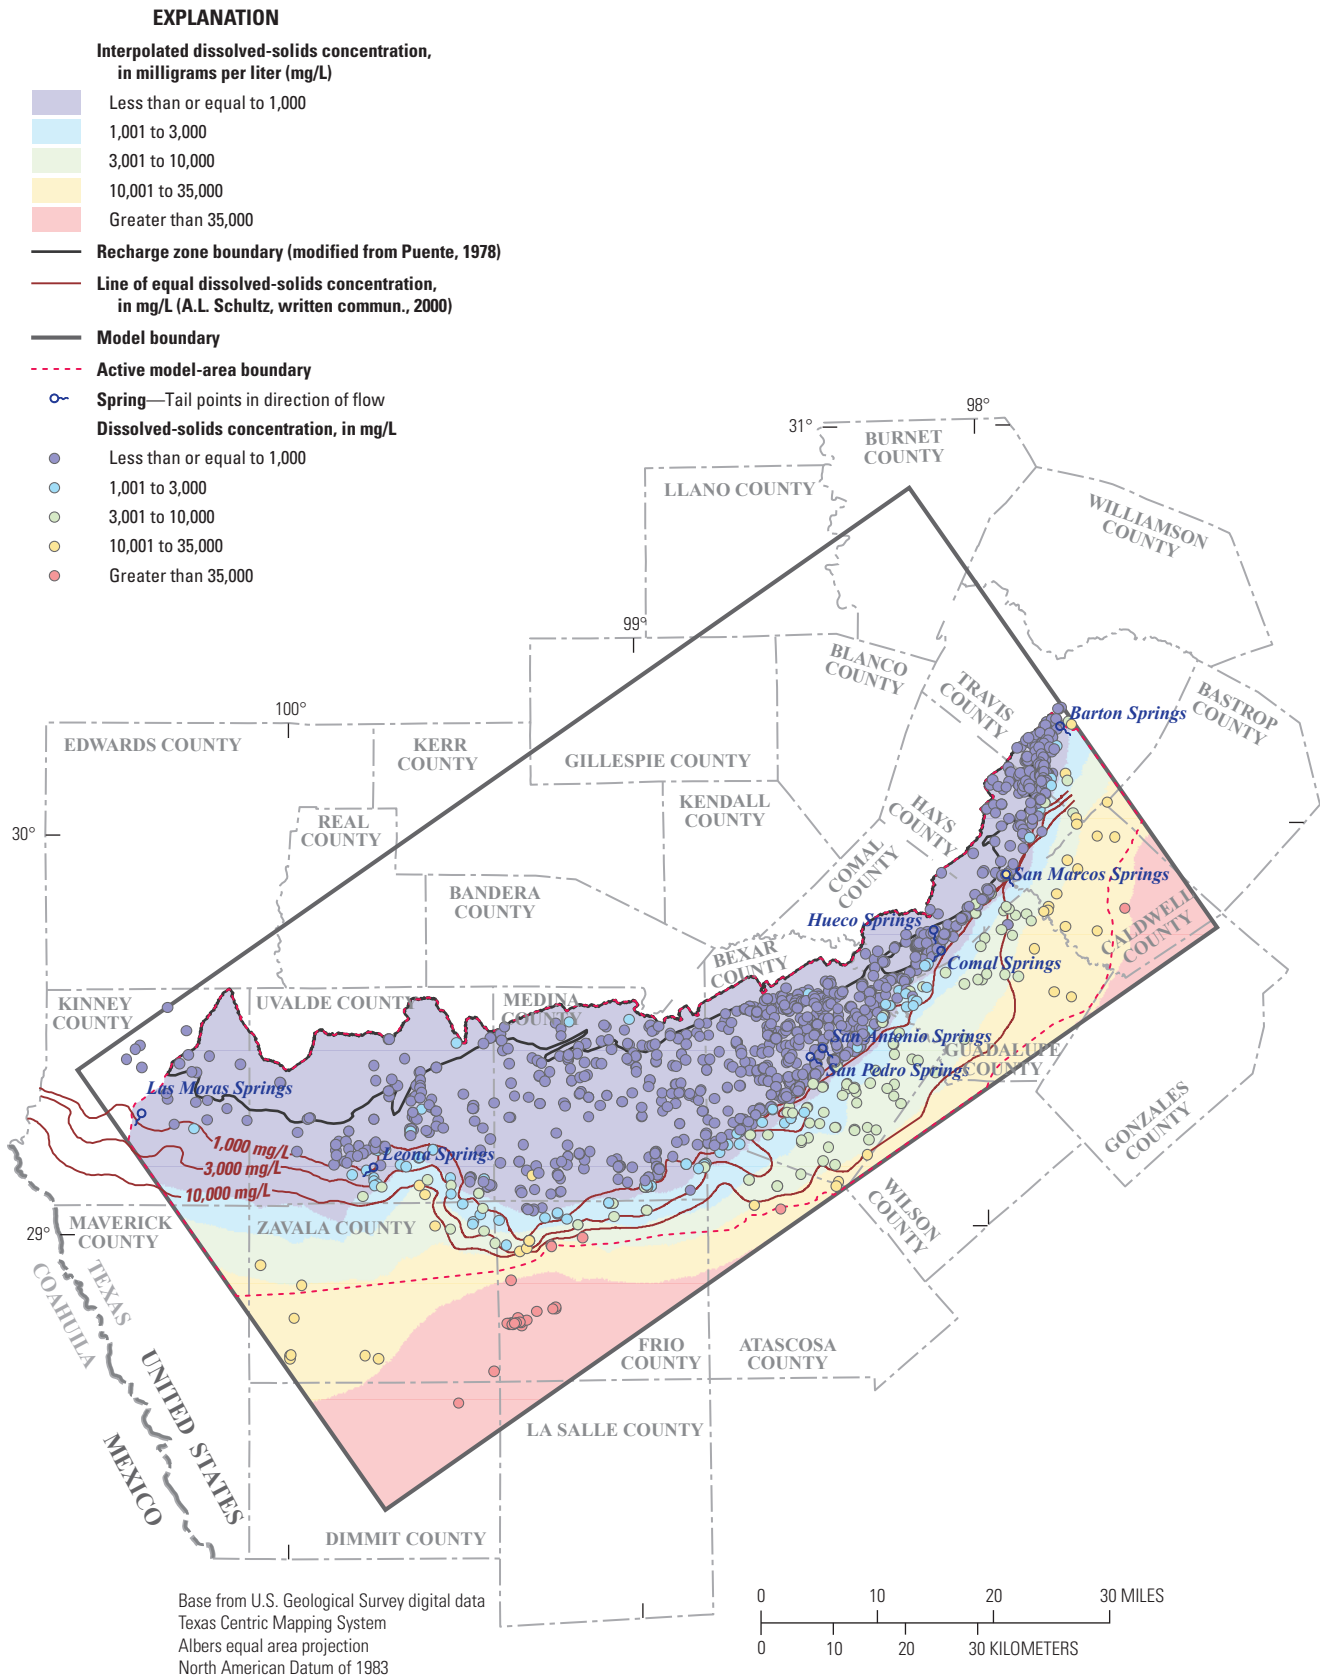 EXPLANATION
Interpolated dissolved-solids concentration,
in milligrams per liter (mg/L)
Less than or equal to 1,000
1,001 to 3,000
3,001 to 10,000
10,001 to 35,000
Greater than 35,000
Recharge zone boundary (modified from Puente, 1978)
Line of equal dissolved-solids concentration,
in mg/L (A.L. Schultz, written commun., 2000)
Model boundary
Active model-area boundary
Spring—Tail points in direction of flow
Dissolved-solids concentration, in mg/L
Less than or equal to 1,000
1,001 to 3,000
3,001 to 10,000
10,001 to 35,000
Greater than 35,000
98°
31°
BURNET
COUNTY
LLANO COUNTY
WILLIAMSON
COUNTY
99°
BLANCO
COUNTY
TRAVIS
COUNTY
BASTROP
COUNTY
100°
Barton Springs
EDWARDS COUNTY
KERR
COUNTY
GILLESPIE COUNTY
KENDALL
COUNTY
HAYS
COUNTY
30°
REAL
COUNTY
COMAL
COUNTY
BANDERA
COUNTY
San Marcos Springs
Hueco Springs
CALDWELL
COUNTY
BEXAR
COUNTY
Comal Springs
KINNEY
COUNTY
UVALDE COUNTY
MEDINA
COUNTY
San Antonio Springs
GUADALUPE
COUNTY
San Pedro Springs
Las Moras Springs
GONZALES
COUNTY
1,000 mg/L
3,000 mg/L
10,000 mg/L
Leona Springs
WILSON
COUNTY
MAVERICK
COUNTY
ZAVALA COUNTY
29°
TEXAS
COAHUILA
FRIO
COUNTY
ATASCOSA
COUNTY
UNITED STATES
MEXICO
LA SALLE COUNTY
DIMMIT COUNTY
Base from U.S. Geological Survey digital data
Texas Centric Mapping System
Albers equal area projection
North American Datum of 1983
0 10 20 30 MILES
0 10 20 30 KILOMETERS